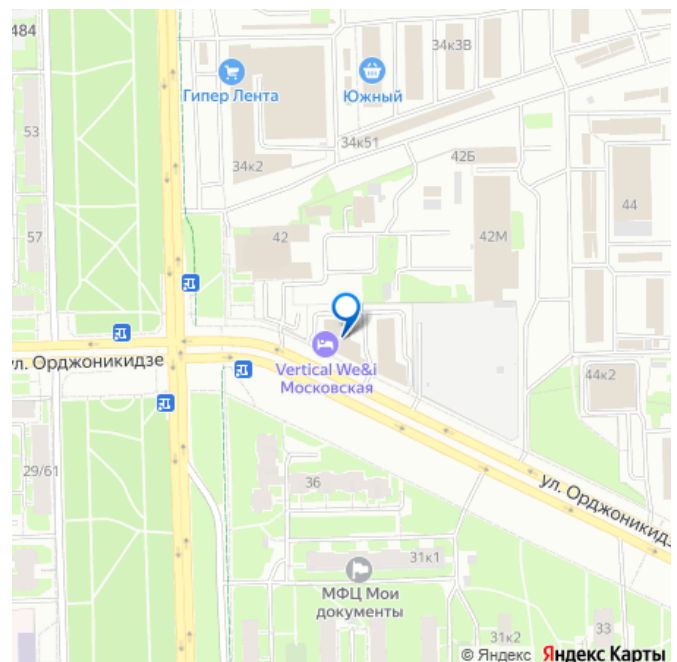 484
34к3В
Гипер Лента
Южный
53
34к51
34к2
42Б
44
57
42
42М
ул. Орджоникидзе
Vertical We&i
Московская
44к2
29/61
36
ул. Орджоникидз
31к1
МФЦ Мои
документы
31к2
33
© Яндекс Яндекс Карты